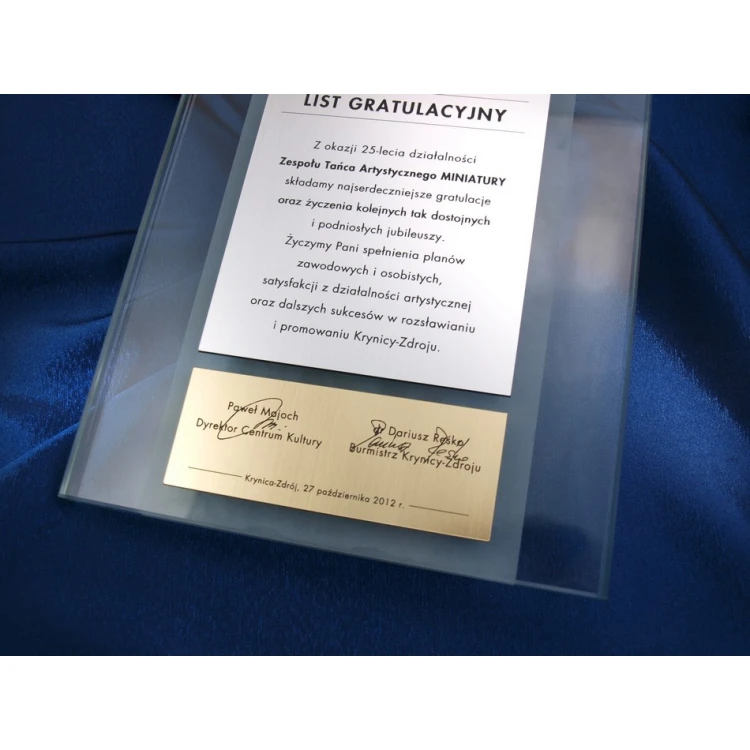 LIST GRATULACYJNY
Z okazji 25-lecia działalności
Zespołu Tańca Artystycznego MINIATURY
składamy najserdeczniejsze gratulacje
oraz życzenia kolejnych tak dostojnych
i podniosłych jubileuszy.
Życzymy Pani spełnienia planów
zawodowych i osobistych,
satysfakcji z działalności artystycznej
oraz dalszych sukcesów w rozsławianiu
i promowaniu Krynicy-Zdroju.
Paweł Majoch
Dyrektor Centrum Kultury
dr Dariusz Reśko
Burmistrz Krynicy-Zdroju
Krynica-Zdrój, 27 października 2012 r.